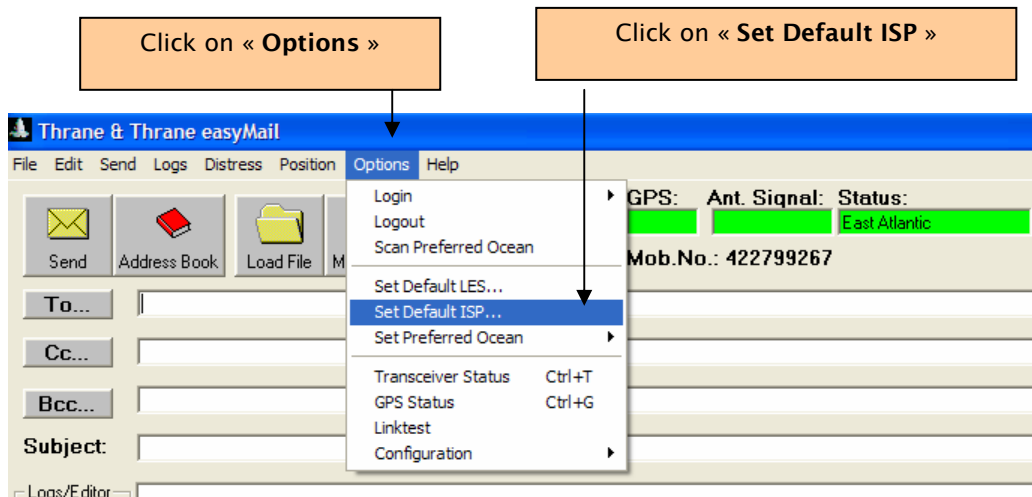 Click on « Options »
Click on « Set Default ISP »
Thrane & Thrane easyMail
File Edit Send Logs Distress Position Options Help
Login
Logout
Scan Preferred Ocean
Set Default LES...
Set Default ISP...
Set Preferred Ocean
Transceiver Status Ctrl+T
GPS Status Ctrl+G
Linktest
Configuration
GPS: Ant. Signal: Status:
East Atlantic
Mob.No.: 422799267
Send Address Book Load File M
To...
Cc...
Bcc...
Subject:
Logs/Editor